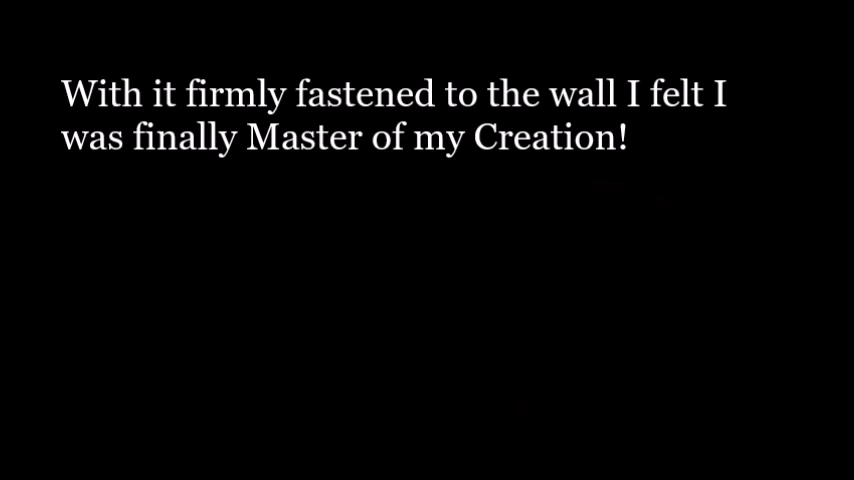 With it firmly fastened to the wall I felt I
was finally Master of my Creation!